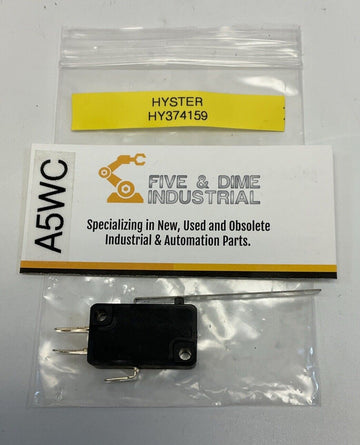 HYSTER
HY374159
A5WC
FIVE & DIME
INDUSTRIAL
Specializing in New, Used and Obsolete
Industrial & Automation Parts.